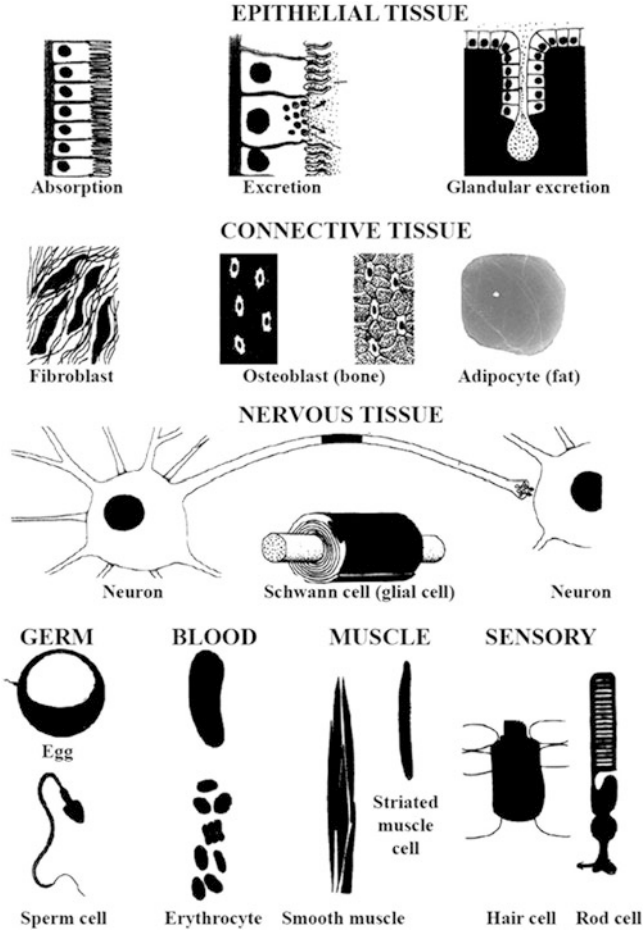 EPITHELIAL TISSUE
Absorption
Excretion
Glandular excretion
CONNECTIVE TISSUE
Fibroblast
Osteoblast (bone)
Adipocyte (fat)
NERVOUS TISSUE
Neuron
Schwann cell (glial cell)
Neuron
GERM
BLOOD
MUSCLE
SENSORY
Egg
Striated
muscle
cell
Sperm cell
Erythrocyte
Smooth muscle
Hair cell
Rod cell